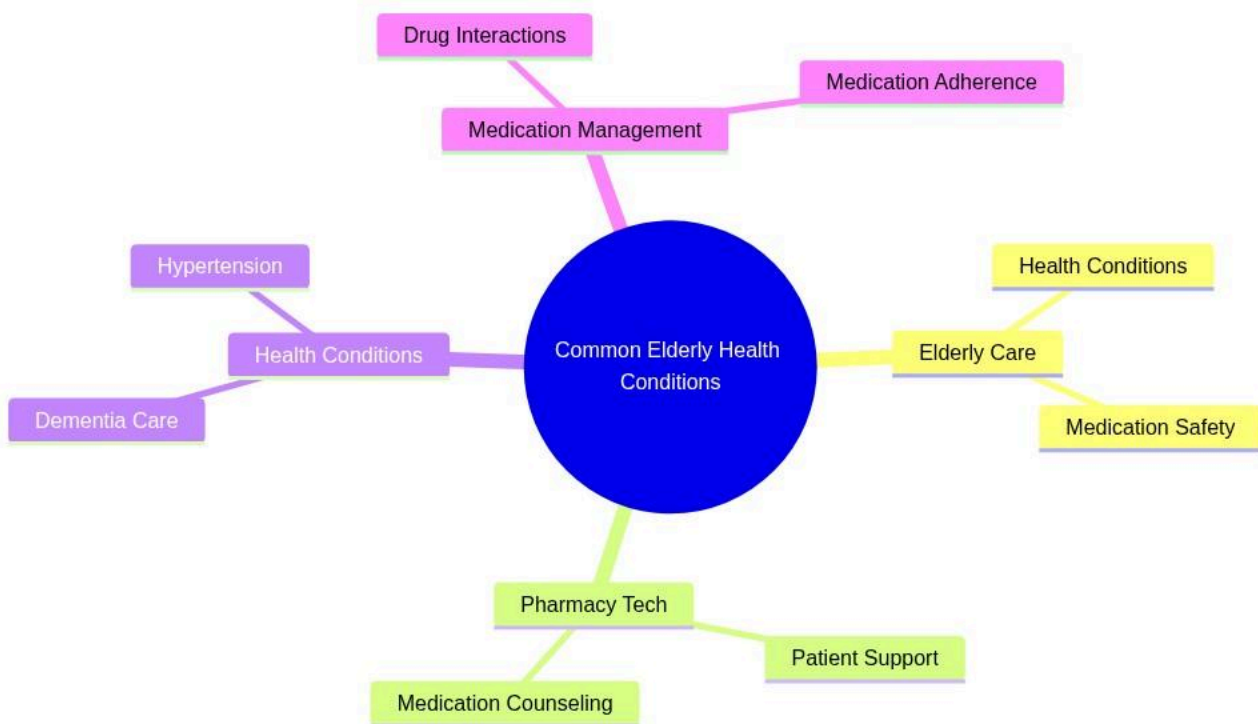 Drug Interactions
Medication Adherence
Medication Management
Hypertension
Health Conditions
Health Conditions
Elderly Care
Common Elderly Health
Conditions
Dementia Care
Medication Safety
Pharmacy Tech
Patient Support
Medication Counseling